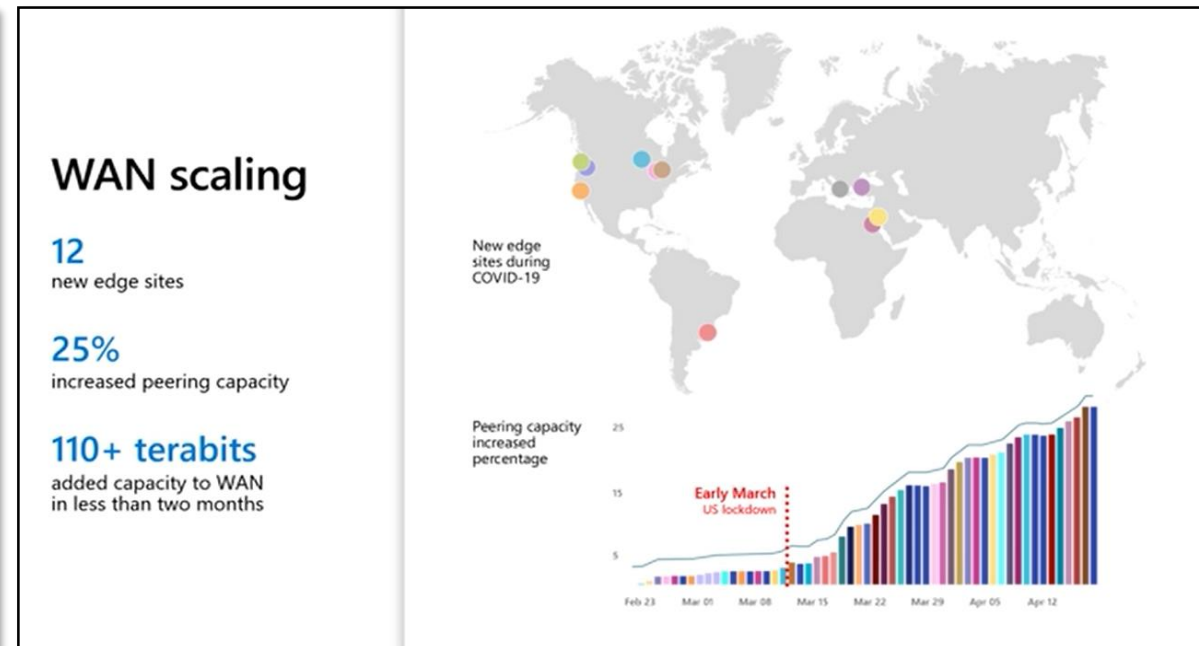 WAN scaling
12
new edge sites
25%
increased peering capacity
110+ terabits
added capacity to WAN
in less than two months
New edge
sites during
COVID-19
Peering capacity
increased
percentage
25
15
5
Early March
US lockdown
Feb 23
Mar 01
Mar 08
Mar 15
Mar 22
Mar 29
Apr 05
Apr 12